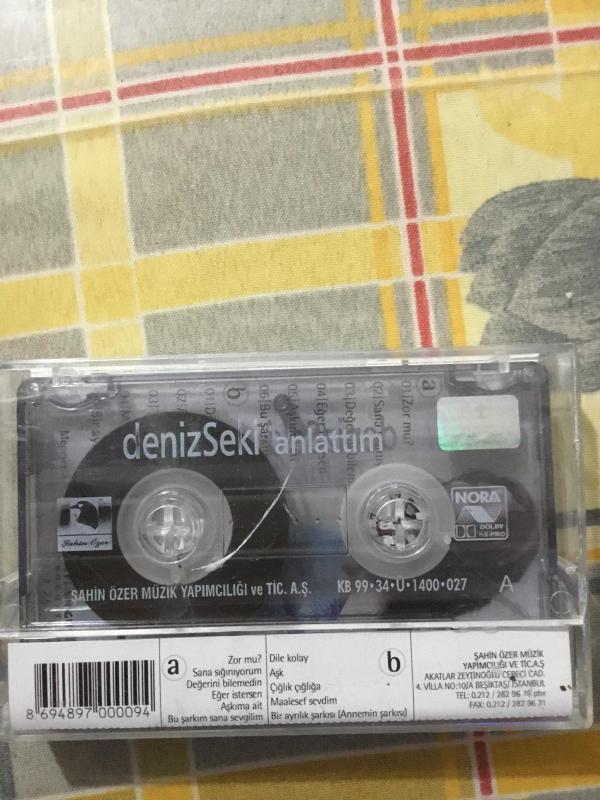 a
01)Zor mu?
b
denizSeki anlattım
NORA
DOLBY
HX-PRO
Şahin Özer
ŞAHİN ÖZER MÜZİK YAPIMCILIĞI ve TİC. A.Ş.
KB 99•34•Ü•1400•027
A
8 694897 000094
a
Zor mu?
Sana sığınıyorum
Değerini bilemedin
Eğer istersen
Aşkıma ait
Bu şarkım sana sevgilim
b
Dile kolay
Aşk
Çığlık çığlığa
Maalesef sevdim
Bir ayrılık şarkısı (Annemin şarkısı)
ŞAHİN ÖZER MÜZİK
YAPIMCILIĞI ve TİC.A.Ş
AKATLAR ZEYTİNOĞLU CEBECİ CAD.
4. VİLLA NO:10/A BEŞİKTAŞ/ İSTANBUL
TEL: 0.212 / 282 96 76 pbx
FAX: 0.212 / 282 96 71